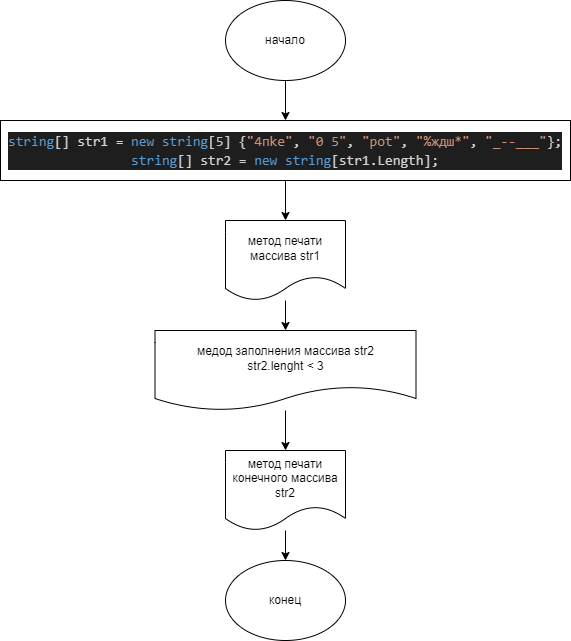 начало
string[] str1 = new string[5] {"4пке", "0 5", "pot", "%ждш*", "_--___"};
string[] str2 = new string[str1.Length];
метод печати
массива str1
медод заполнения массива str2
str2.lenght < 3
метод печати
конечного массива
str2
конец